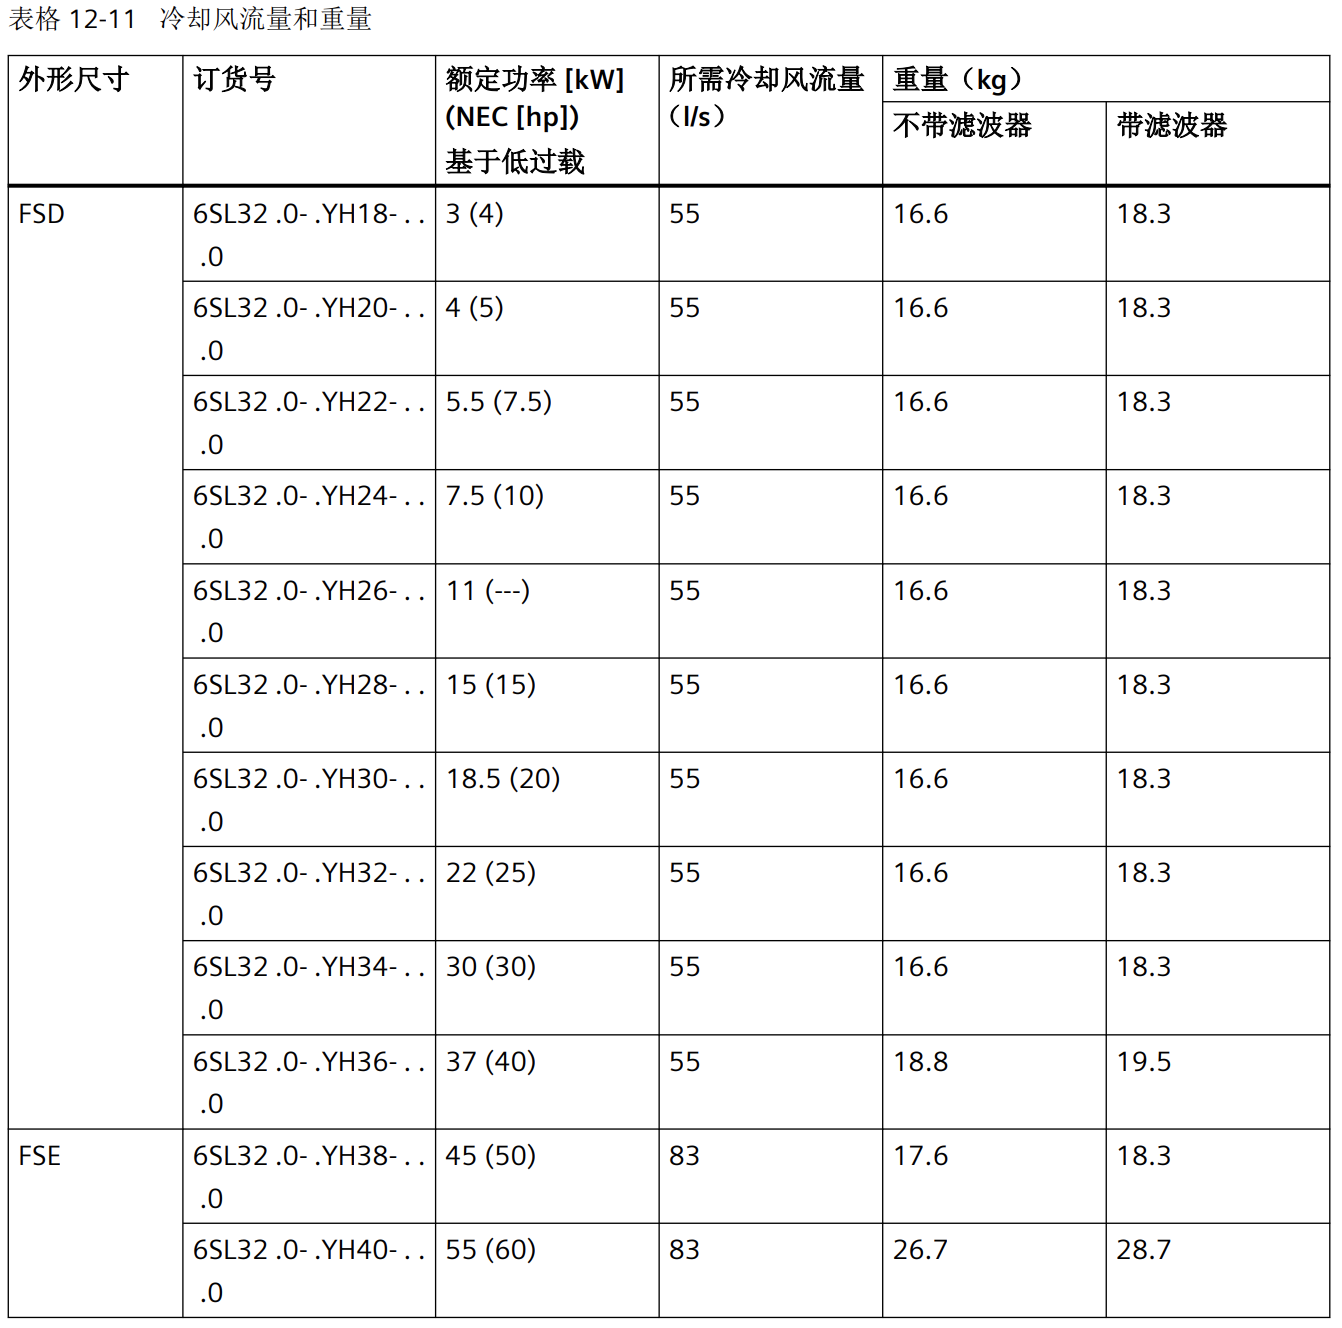 表格 12-11 冷却风流量和重量
外形尺寸 订货号 额定功率 [kW] 所需冷却风流量 重量（kg）
(NEC [hp]) （l/s） 不带滤波器 带滤波器
基于低过载
FSD 6SL32 .0- .YH18- . . 3 (4) 55 16.6 18.3
.0
6SL32 .0- .YH20- . . 4 (5) 55 16.6 18.3
.0
6SL32 .0- .YH22- . . 5.5 (7.5) 55 16.6 18.3
.0
6SL32 .0- .YH24- . . 7.5 (10) 55 16.6 18.3
.0
6SL32 .0- .YH26- . . 11 (---) 55 16.6 18.3
.0
6SL32 .0- .YH28- . . 15 (15) 55 16.6 18.3
.0
6SL32 .0- .YH30- . . 18.5 (20) 55 16.6 18.3
.0
6SL32 .0- .YH32- . . 22 (25) 55 16.6 18.3
.0
6SL32 .0- .YH34- . . 30 (30) 55 16.6 18.3
.0
6SL32 .0- .YH36- . . 37 (40) 55 18.8 19.5
.0
FSE 6SL32 .0- .YH38- . . 45 (50) 83 17.6 18.3
.0
6SL32 .0- .YH40- . . 55 (60) 83 26.7 28.7
.0